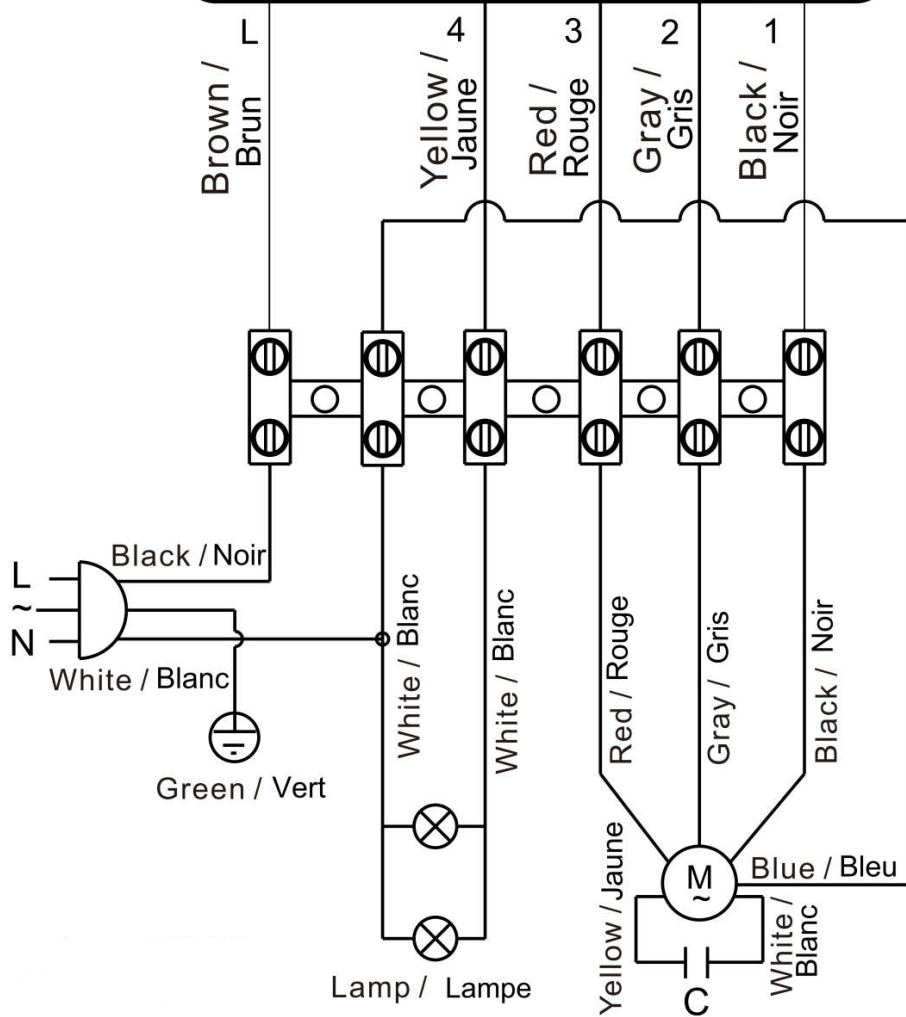 L
4
3
2
1
Brown /
Brun
Yellow /
Jaune
Red /
Rouge
Gray /
Gris
Black /
Noir
Black / Noir
L
~
N
White / Blanc
Green / Vert
White / Blanc
White / Blanc
Red / Rouge
Gray / Gris
Black / Noir
M
~
Blue / Bleu
Yellow / Jaune
White /
Blanc
C
Lamp / Lampe